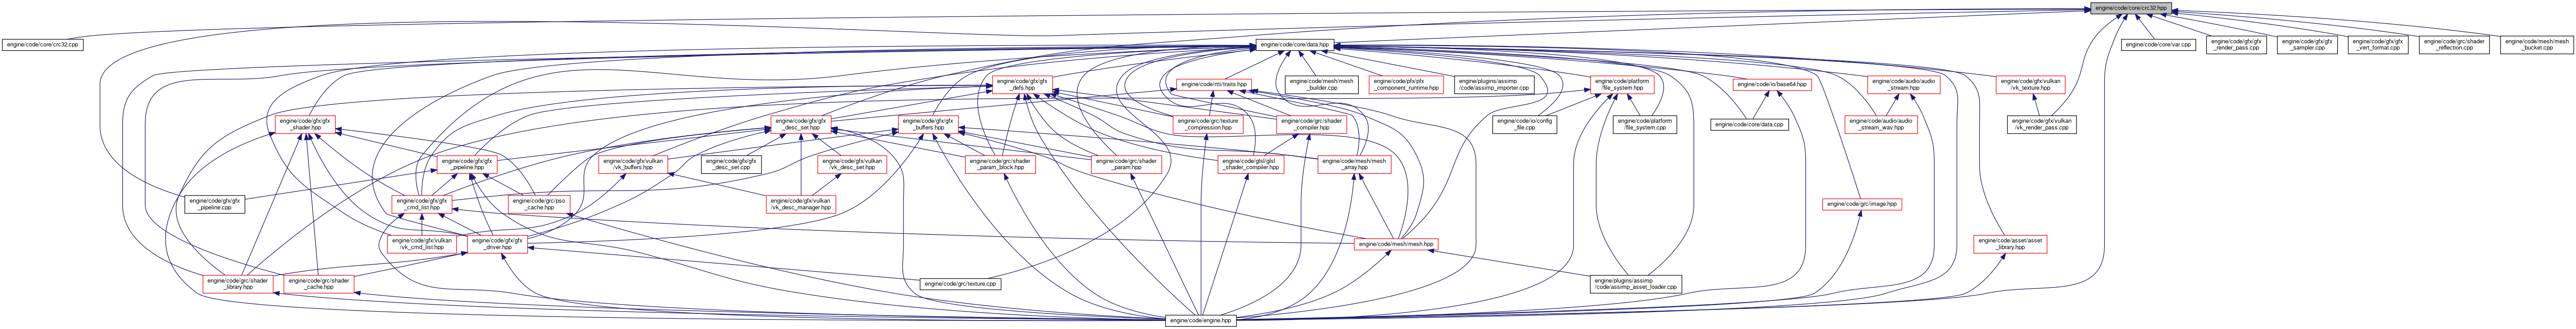 engine/code/core/crc32.hpp
engine/code/core/crc32.cpp
engine/code/core/data.hpp
engine/code/core/var.cpp
engine/code/gfx/gfx
_render_pass.cpp
engine/code/gfx/gfx
_sampler.cpp
engine/code/gfx/gfx
_vert_format.cpp
engine/code/grc/shader
_reflection.cpp
engine/code/mesh/mesh
_bucket.cpp
engine/code/gfx/gfx
_defs.hpp
engine/code/rtti/traits.hpp
engine/code/mesh/mesh
_builder.cpp
engine/code/pfx/pfx
_component_runtime.hpp
engine/plugins/assimp
/code/assimp_importer.cpp
engine/code/platform
/file_system.hpp
engine/code/io/base64.hpp
engine/code/audio/audio
_stream.hpp
engine/code/gfx/vulkan
/vk_texture.hpp
engine/code/gfx/gfx
_shader.hpp
engine/code/gfx/gfx
_desc_set.hpp
engine/code/gfx/gfx
_buffers.hpp
engine/code/grc/texture
_compression.hpp
engine/code/grc/shader
_compiler.hpp
engine/code/io/config
_file.cpp
engine/code/platform
/file_system.cpp
engine/code/core/data.cpp
engine/code/audio/audio
_stream_wav.hpp
engine/code/gfx/vulkan
/vk_render_pass.cpp
engine/code/gfx/gfx
_pipeline.hpp
engine/code/gfx/vulkan
/vk_buffers.hpp
engine/code/gfx/gfx
_desc_set.cpp
engine/code/gfx/vulkan
/vk_desc_set.hpp
engine/code/grc/shader
_param_block.hpp
engine/code/grc/shader
_param.hpp
engine/code/glsl/glsl
_shader_compiler.hpp
engine/code/mesh/mesh
_array.hpp
engine/code/gfx/gfx
_pipeline.cpp
engine/code/gfx/gfx
_cmd_list.hpp
engine/code/grc/pso
_cache.hpp
engine/code/gfx/vulkan
/vk_desc_manager.hpp
engine/code/grc/image.hpp
engine/code/gfx/vulkan
/vk_cmd_list.hpp
engine/code/gfx/gfx
_driver.hpp
engine/code/mesh/mesh.hpp
engine/code/asset/asset
_library.hpp
engine/code/grc/shader
_library.hpp
engine/code/grc/shader
_cache.hpp
engine/code/grc/texture.cpp
engine/plugins/assimp
/code/assimp_asset_loader.cpp
engine/code/engine.hpp